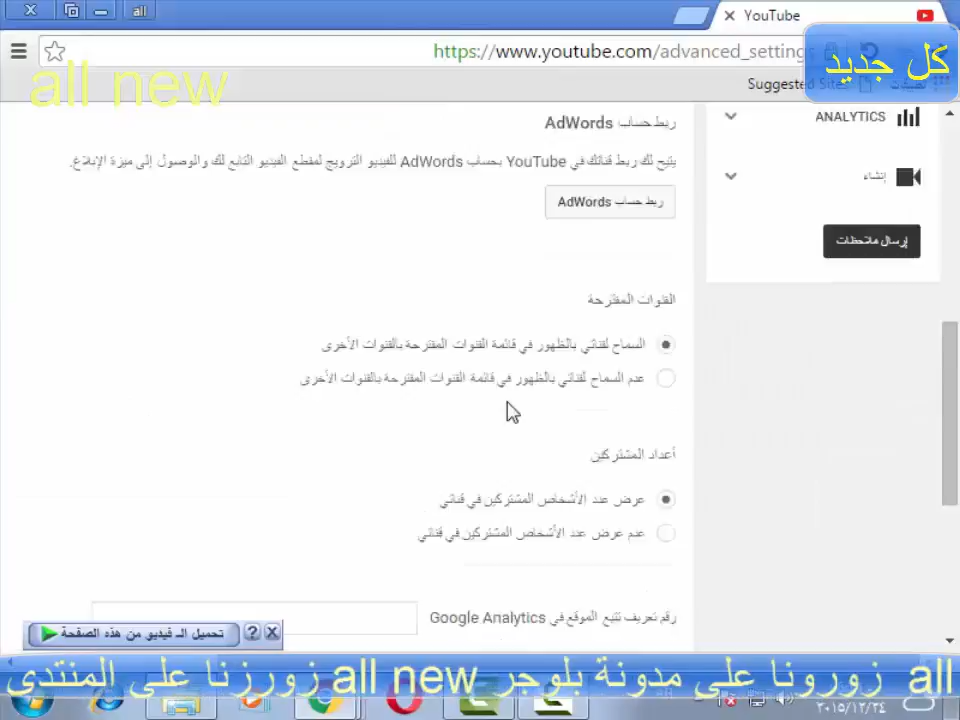 all
YouTube
https://www.youtube.com/advanced_settings
كل جديد
all new
Suggested
ANALYTICS
إنشاء
إرسال ملاحظات
ربط حساب AdWords
يتيح لك ربط قناتك في YouTube بحساب AdWords للفيديو الترويج لمقطع الفيديو التابع لك والوصول إلى ميزة الإبلاغ.
ربط حساب AdWords
القنوات المقترحة
السماح لقناتي بالظهور في قائمة القنوات المقترحة بالقنوات الأخرى
عدم السماح لقناتي بالظهور في قائمة القنوات المقترحة بالقنوات الأخرى
أعداد المشتركين
عرض عدد الأشخاص المشتركين في قناتي
عدم عرض عدد الأشخاص المشتركين في قناتي
رقم تعريف تتبع الموقع في Google Analytics
تحميل الـ فيديو من هذه الصفحة
all زورونا على مدونة بلوجر all new زورزنا على المنتدى
٢٠١٥/١٢/٢٤